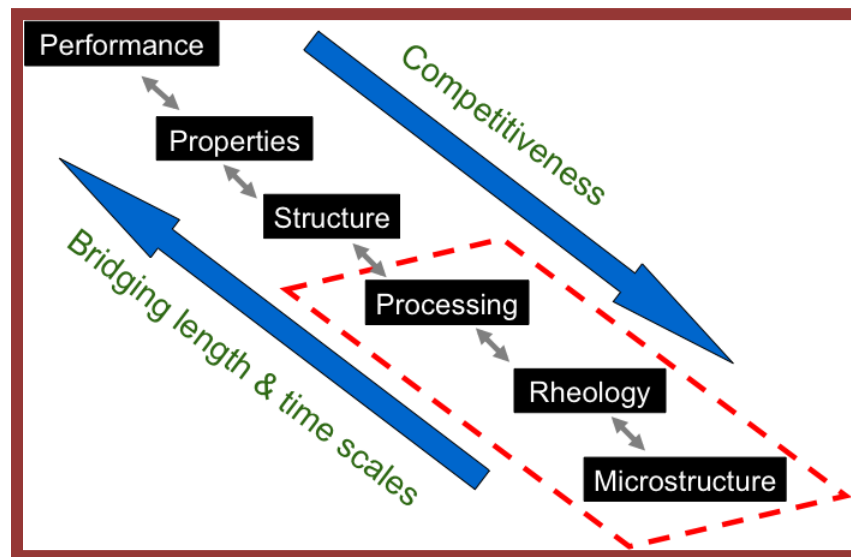 Performance
Competitiveness
Properties
Structure
Bridging length & time scales
Processing
Rheology
Microstructure